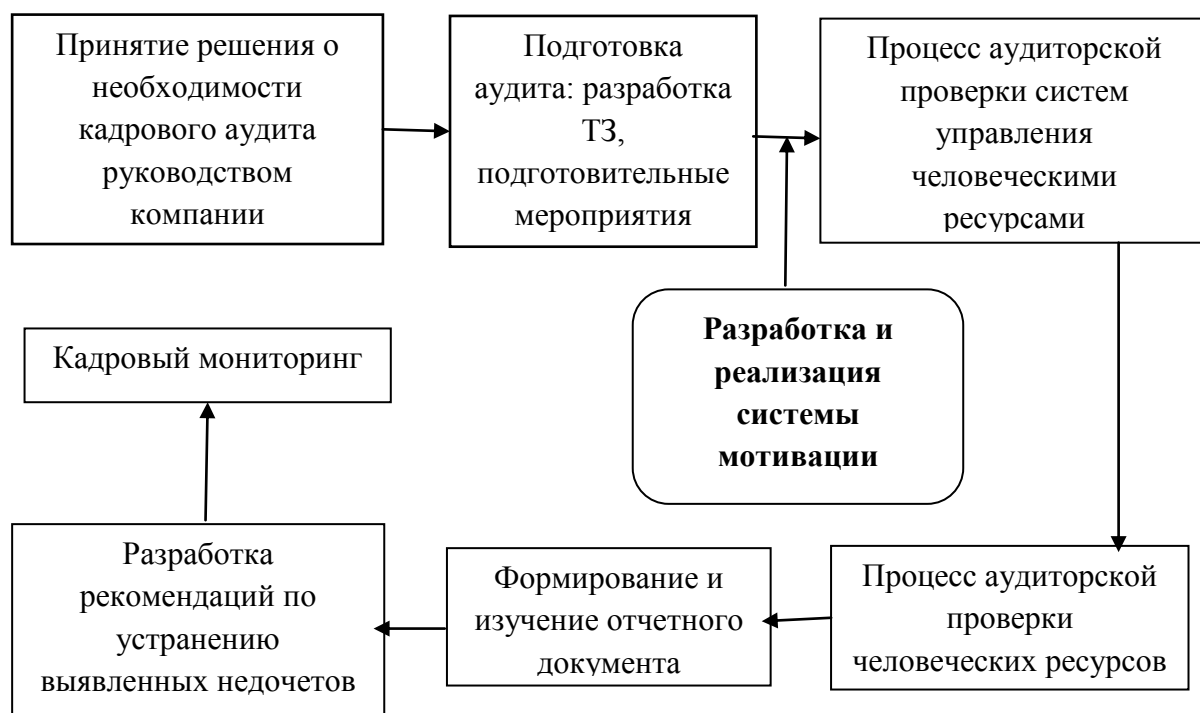 Принятие решения о
необходимости
кадрового аудита
руководством
компании
Подготовка
аудита: разработка
ТЗ,
подготовительные
мероприятия
Процесс аудиторской
проверки систем
управления
человеческими
ресурсами
Разработка и
реализация
системы
мотивации
Кадровый мониторинг
Процесс аудиторской
проверки
человеческих ресурсов
Формирование и
изучение отчетного
документа
Разработка
рекомендаций по
устранению
выявленных недочетов